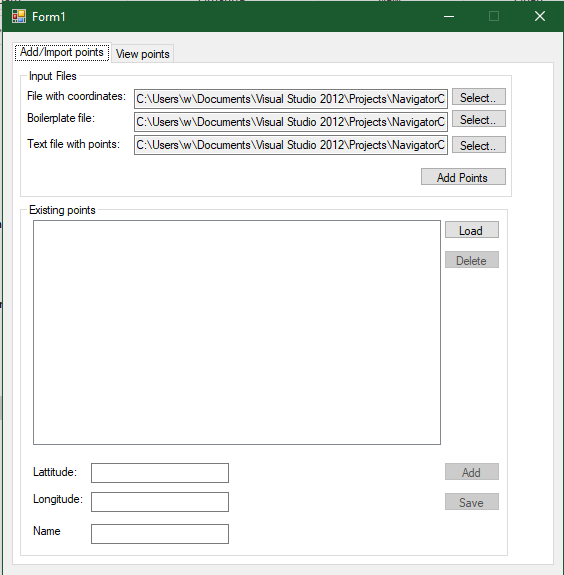 Form1
Add/Import points View points
Input Files
File with coordinates: C:\Users\w\Documents\Visual Studio 2012\Projects\NavigatorC Select..
Boilerplate file: C:\Users\w\Documents\Visual Studio 2012\Projects\NavigatorC Select..
Text file with points: C:\Users\w\Documents\Visual Studio 2012\Projects\NavigatorC Select..
Add Points
Existing points
Load
Delete
Lattitude: Add
Longitude: Save
Name